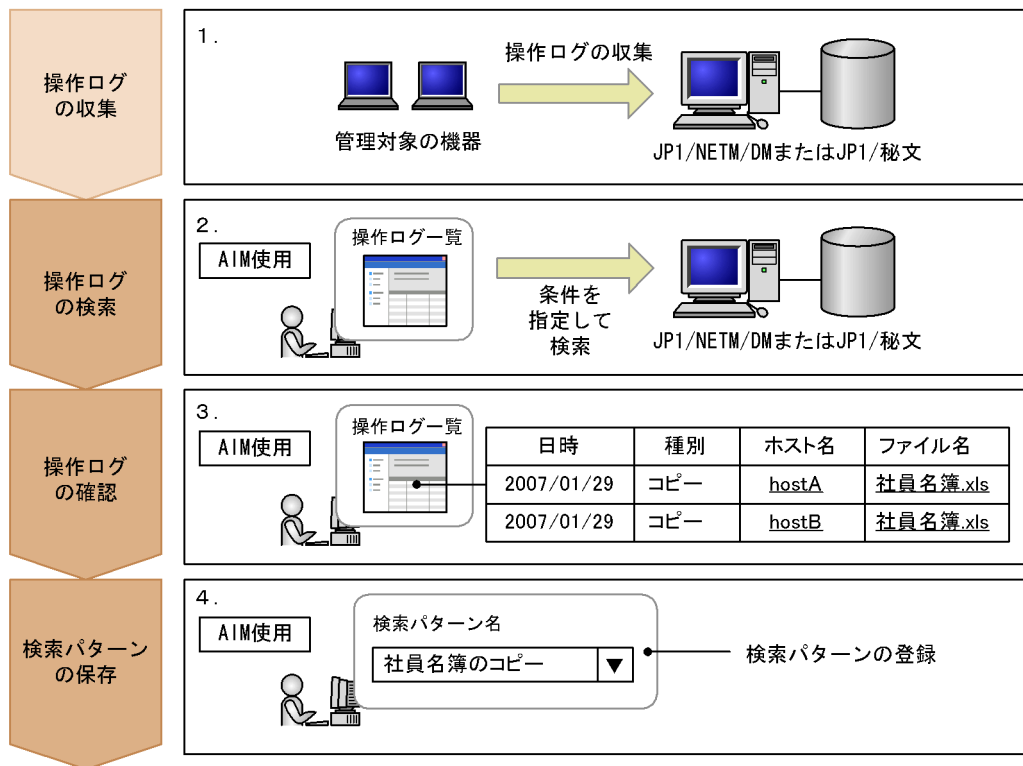 操作ログ
の収集
1.
操作ログの収集
管理対象の機器
JP1/NETM/DMまたはJP1/秘文
操作ログ
の検索
2.
AIM使用
操作ログ一覧
条件を
指定して
検索
JP1/NETM/DMまたはJP1/秘文
操作ログ
の確認
3.
AIM使用
操作ログ一覧
日時 種別 ホスト名 ファイル名
2007/01/29 コピー hostA 社員名簿.xls
2007/01/29 コピー hostB 社員名簿.xls
検索パターン
の保存
4.
AIM使用
検索パターン名
社員名簿のコピー ▼
検索パターンの登録